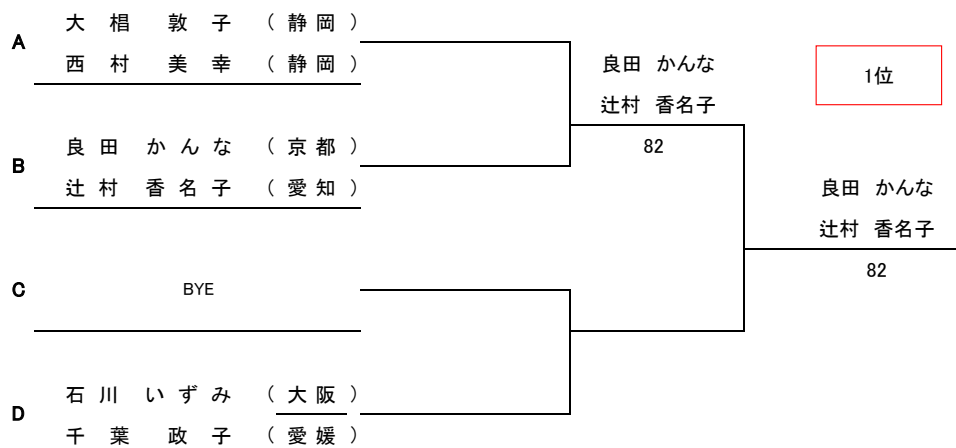 A
大椙 敦子 (静岡)
西村 美幸 (静岡)
B
良田 かんな (京都)
辻村 香名子 (愛知)
C
BYE
D
石川 いずみ (大阪)
千葉 政子 (愛媛)
良田 かんな
辻村 香名子
82
1位
良田 かんな
辻村 香名子
82